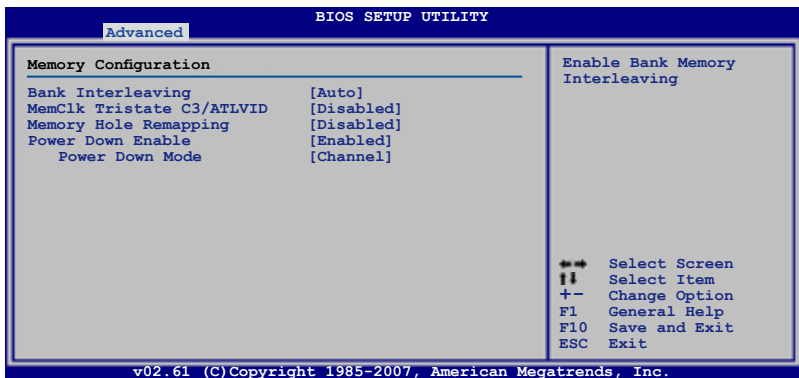 BIOS SETUP UTILITY
Advanced
Memory Configuration
Bank Interleaving [Auto]
MemClk Tristate C3/ATLVID [Disabled]
Memory Hole Remapping [Disabled]
Power Down Enable [Enabled]
Power Down Mode [Channel]
Enable Bank Memory
Interleaving
←→ Select Screen
↑↓ Select Item
+- Change Option
F1 General Help
F10 Save and Exit
ESC Exit
v02.61 (C)Copyright 1985-2007, American Megatrends, Inc.